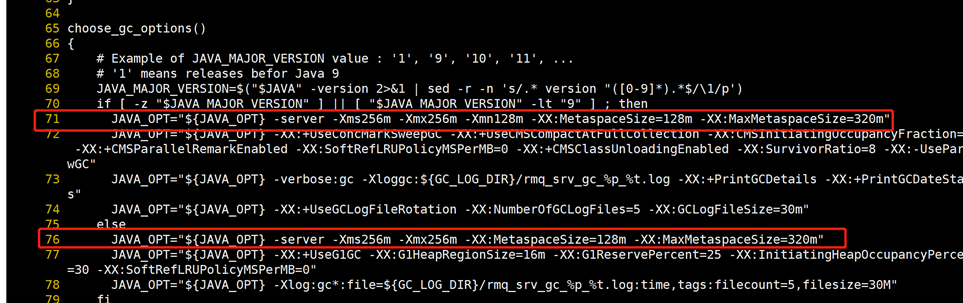 63 }
64
65 choose_gc_options()
66 {
67     # Example of JAVA_MAJOR_VERSION value : '1', '9', '10', '11', ...
68     # '1' means releases befor Java 9
69     JAVA_MAJOR_VERSION=$("$JAVA" -version 2>&1 | sed -r -n 's/.* version "([0-9]*).*$/\1/p')
70     if [ -z "$JAVA_MAJOR_VERSION" ] || [ "$JAVA_MAJOR_VERSION" -lt "9" ] ; then
71       JAVA_OPT="${JAVA_OPT} -server -Xms256m -Xmx256m -Xmn128m -XX:MetaspaceSize=128m -XX:MaxMetaspaceSize=320m"
72       JAVA_OPT="${JAVA_OPT} -XX:+UseConcMarkSweepGC -XX:+UseCMSCompactAtFullCollection -XX:CMSInitiatingOccupancyFraction=
 -XX:+CMSParallelRemarkEnabled -XX:SoftRefLRUPolicyMSPerMB=0 -XX:+CMSClassUnloadingEnabled -XX:SurvivorRatio=8 -XX:-UsePar
wGC"
73       JAVA_OPT="${JAVA_OPT} -verbose:gc -Xloggc:${GC_LOG_DIR}/rmq_srv_gc_%p_%t.log -XX:+PrintGCDetails -XX:+PrintGCDateSta
s"
74       JAVA_OPT="${JAVA_OPT} -XX:+UseGCLogFileRotation -XX:NumberOfGCLogFiles=5 -XX:GCLogFileSize=30m"
75     else
76       JAVA_OPT="${JAVA_OPT} -server -Xms256m -Xmx256m -XX:MetaspaceSize=128m -XX:MaxMetaspaceSize=320m"
77       JAVA_OPT="${JAVA_OPT} -XX:+UseG1GC -XX:G1HeapRegionSize=16m -XX:G1ReservePercent=25 -XX:InitiatingHeapOccupancyPerce
=30 -XX:SoftRefLRUPolicyMSPerMB=0"
78       JAVA_OPT="${JAVA_OPT} -Xlog:gc*:file=${GC_LOG_DIR}/rmq_srv_gc_%p_%t.log:time,tags:filecount=5,filesize=30M"
79     fi